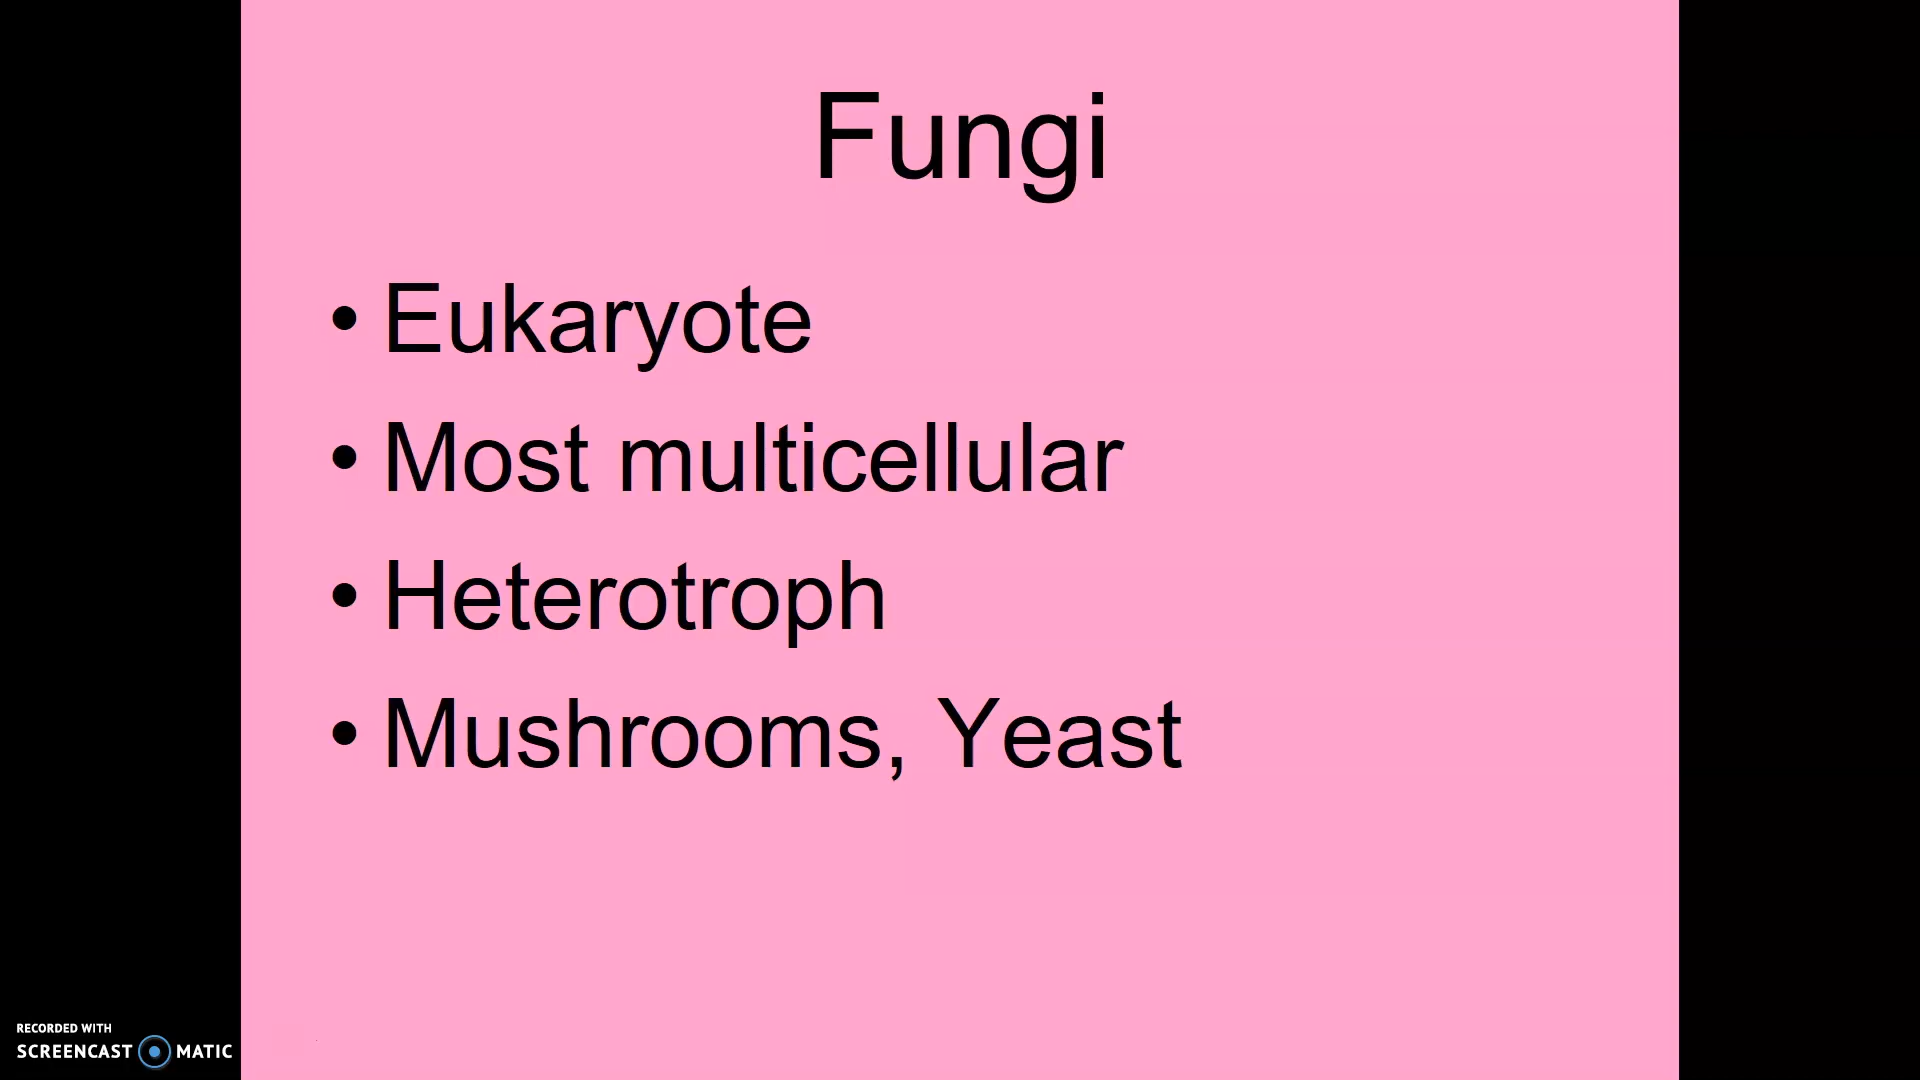 Fungi
• Eukaryote
• Most multicellular
• Heterotroph
• Mushrooms, Yeast
RECORDED WITH
SCREENCAST MATIC